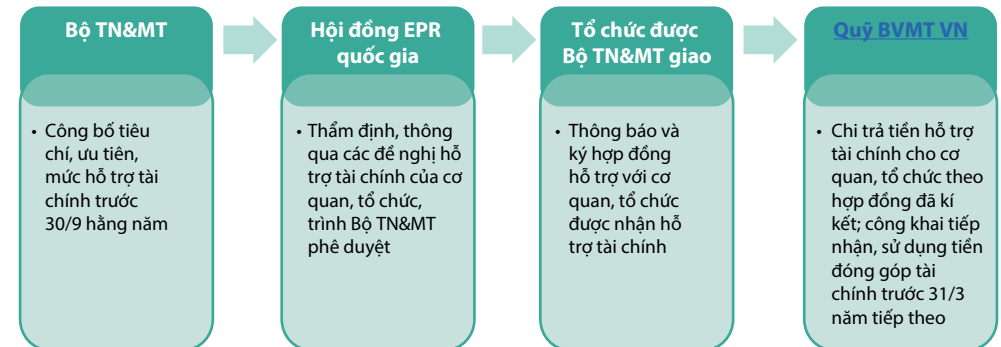 Bộ TN&MT
• Công bố tiêu
chí, ưu tiên,
mức hỗ trợ tài
chính trước
30/9 hằng năm
Hội đồng EPR
quốc gia
• Thẩm định, thông
qua các đề nghị hỗ
trợ tài chính của cơ
quan, tổ chức,
trình Bộ TN&MT
phê duyệt
Tổ chức được
Bộ TN&MT giao
• Thông báo và
ký hợp đồng
hỗ trợ với cơ
quan, tổ chức
được nhận hỗ
trợ tài chính
Quỹ BVMT VN
• Chi trả tiền hỗ trợ
tài chính cho cơ
quan, tổ chức theo
hợp đồng đã kí
kết; công khai tiếp
nhận, sử dụng tiền
đóng góp tài
chính trước 31/3
năm tiếp theo